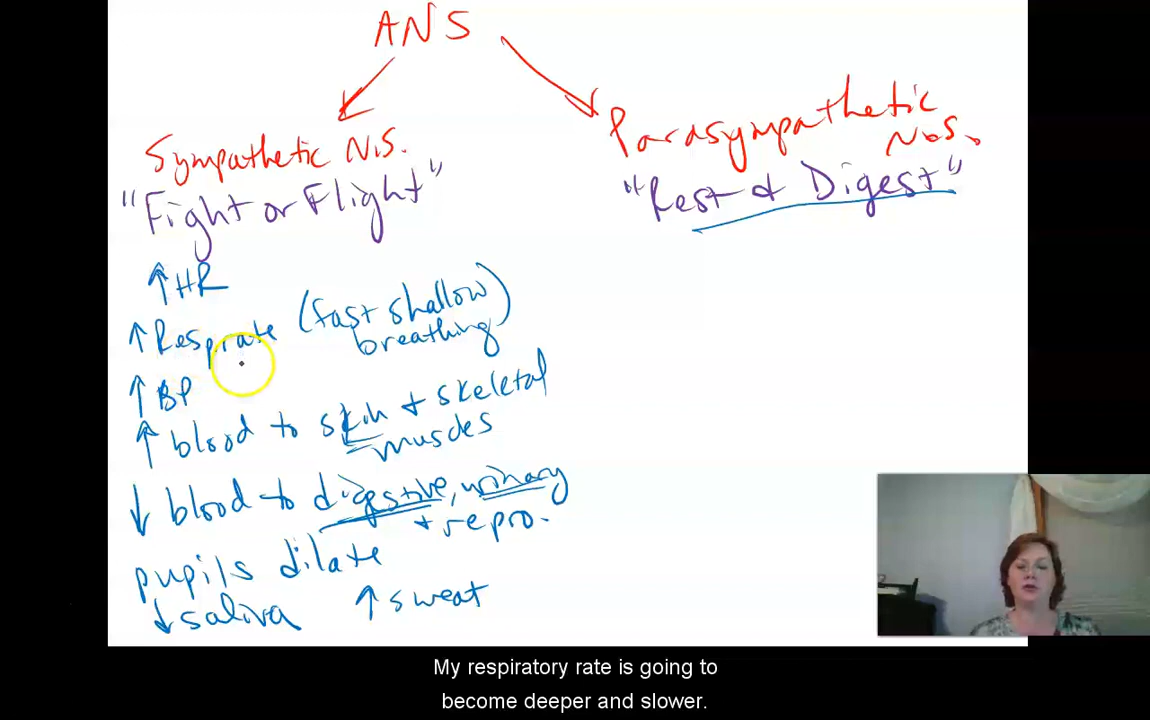 ANS
Sympathetic N.S.
"Fight or Flight"
Parasympathetic
N.S.
"Rest & Digest"
↑ HR
↑ Resp rate (fast shallow
breathing)
↑ BP
↑ blood to skin + skeletal
muscles
↓ blood to digestive, urinary
+ repro.
pupils dilate
↓ saliva ↑ sweat
My respiratory rate is going to
become deeper and slower.